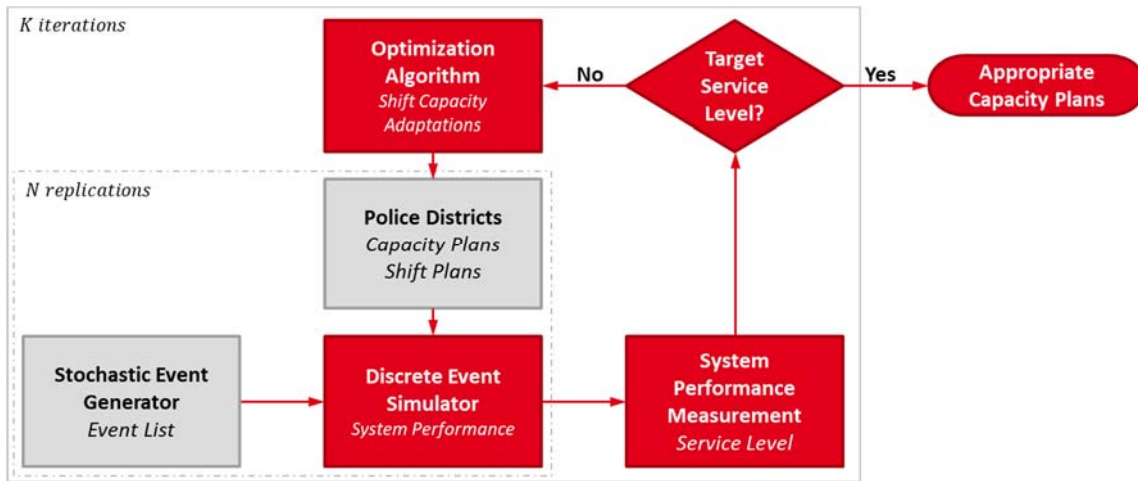 K iterations
Optimization
Algorithm
Shift Capacity
Adaptations
No
Target
Service
Level?
Yes
Appropriate
Capacity Plans
N replications
Police Districts
Capacity Plans
Shift Plans
Stochastic Event
Generator
Event List
Discrete Event
Simulator
System Performance
System
Performance
Measurement
Service Level